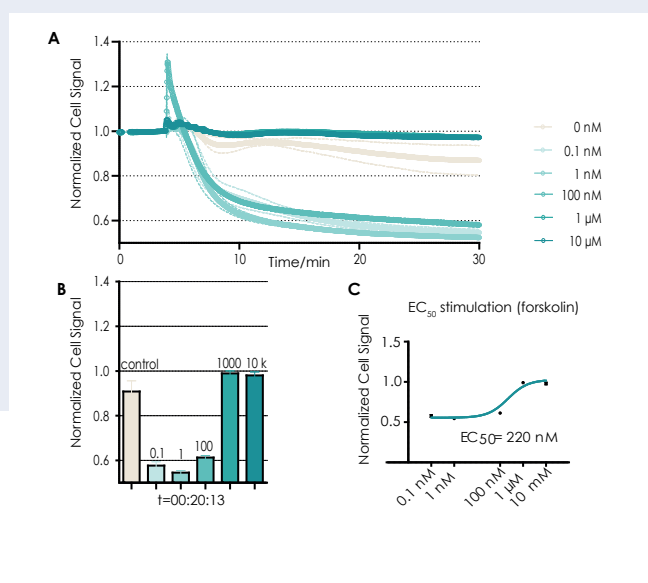 A
Normalized Cell Signal
1.4
1.2
1.0
0.8
0.6
0
10
20
30
Time/min
0 nM
0.1 nM
1 nM
100 nM
1 µM
10 µM
B
Normalized Cell Signal
1.4
1.2
1.0
0.8
0.6
control
0.1
1
100
1000
10 k
t=00:20:13
C
EC50 stimulation (forskolin)
Normalized Cell Signal
1.5
1.0
0.5
EC50= 220 nM
0.1 nM
1 nM
100 nM
1 µM
10 mM